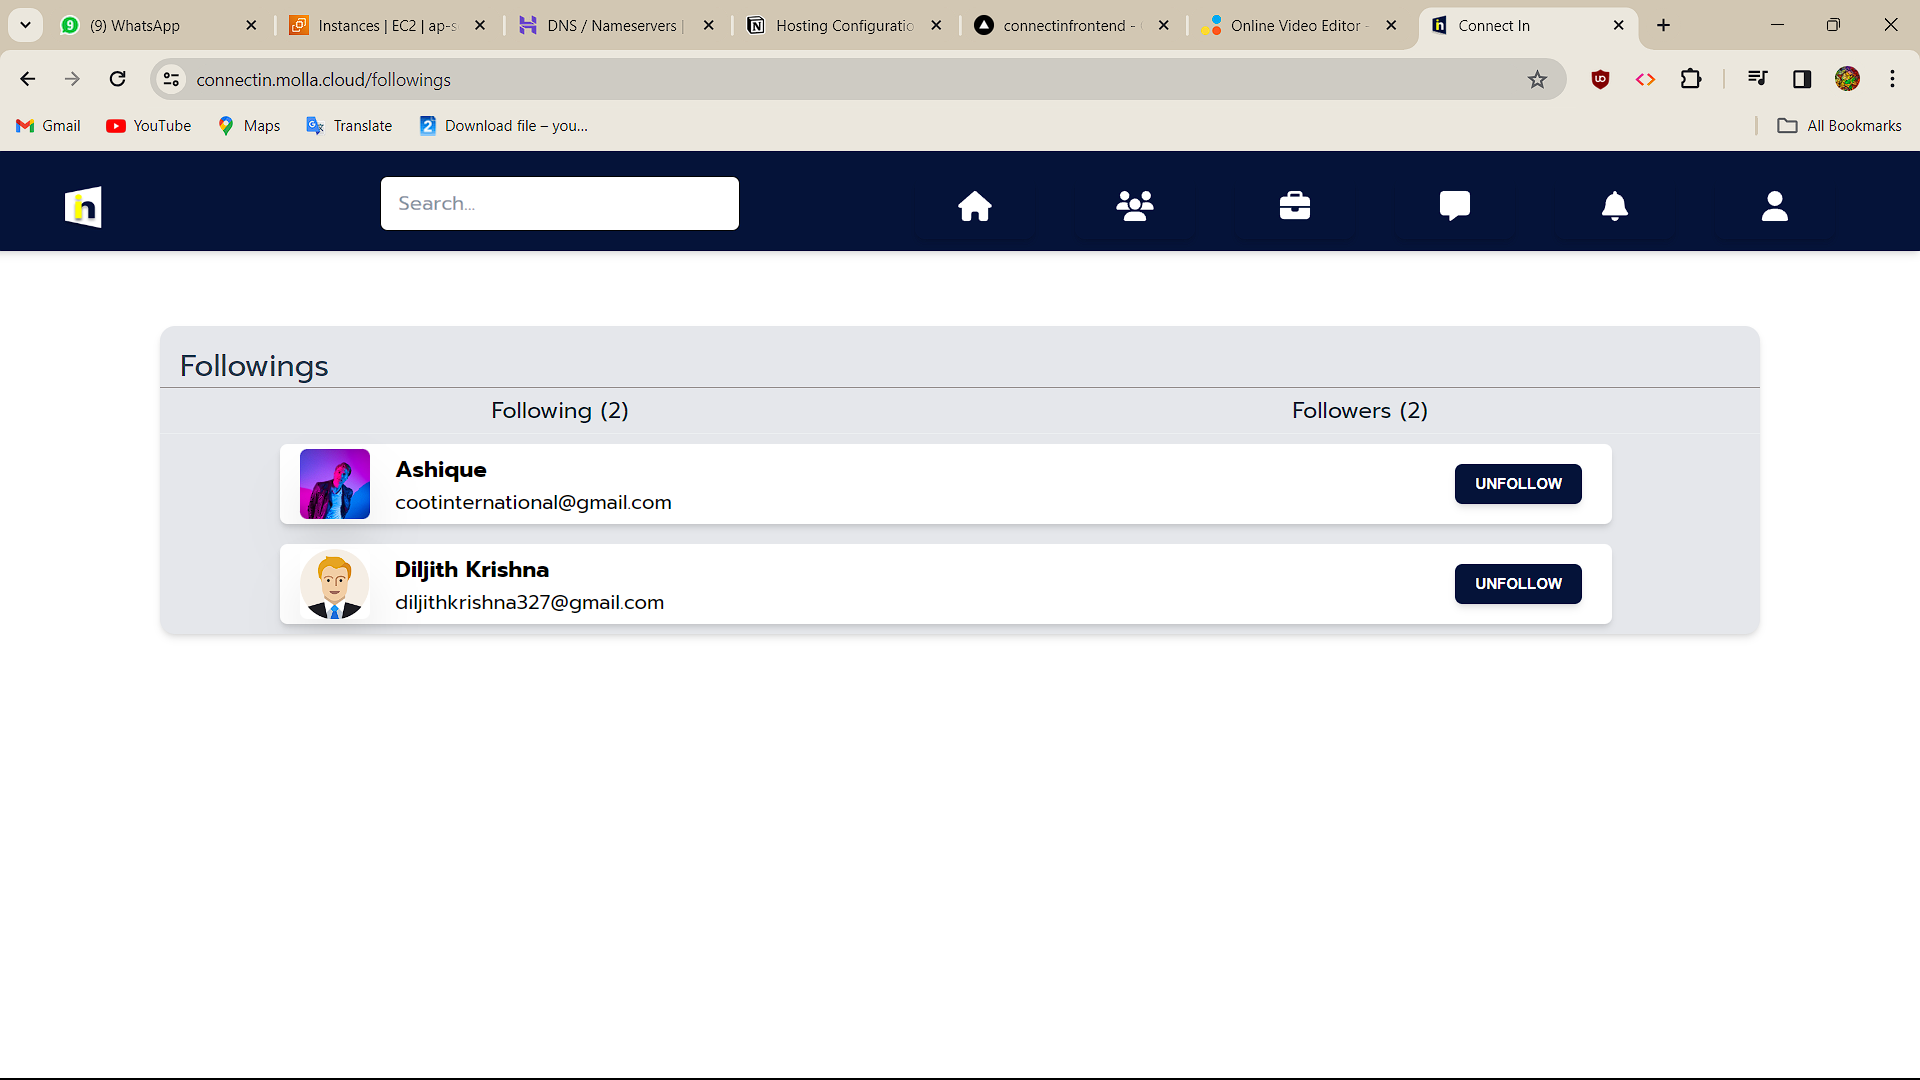 (9) WhatsApp
Instances | EC2 | ap-s
DNS / Nameservers |
Hosting Configuratio
connectinfrontend -
Online Video Editor -
Connect In
connectin.molla.cloud/followings
Gmail
YouTube
Maps
Translate
Download file – you...
All Bookmarks
in
Search...
Followings
Following (2)
Followers (2)
Ashique
cootinternational@gmail.com
UNFOLLOW
Diljith Krishna
diljithkrishna327@gmail.com
UNFOLLOW